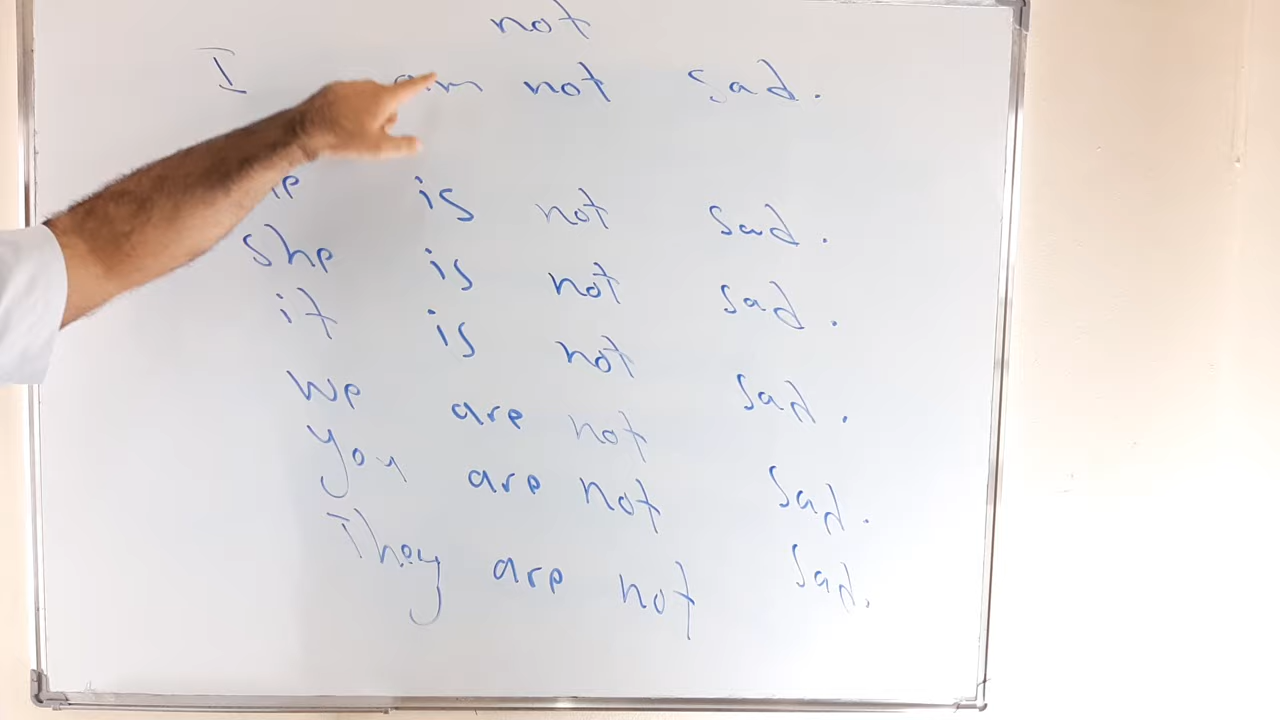 not
I am not sad.
he is not sad.
she is not sad.
it is not sad.
we are not
you are not sad.
They are not sad.